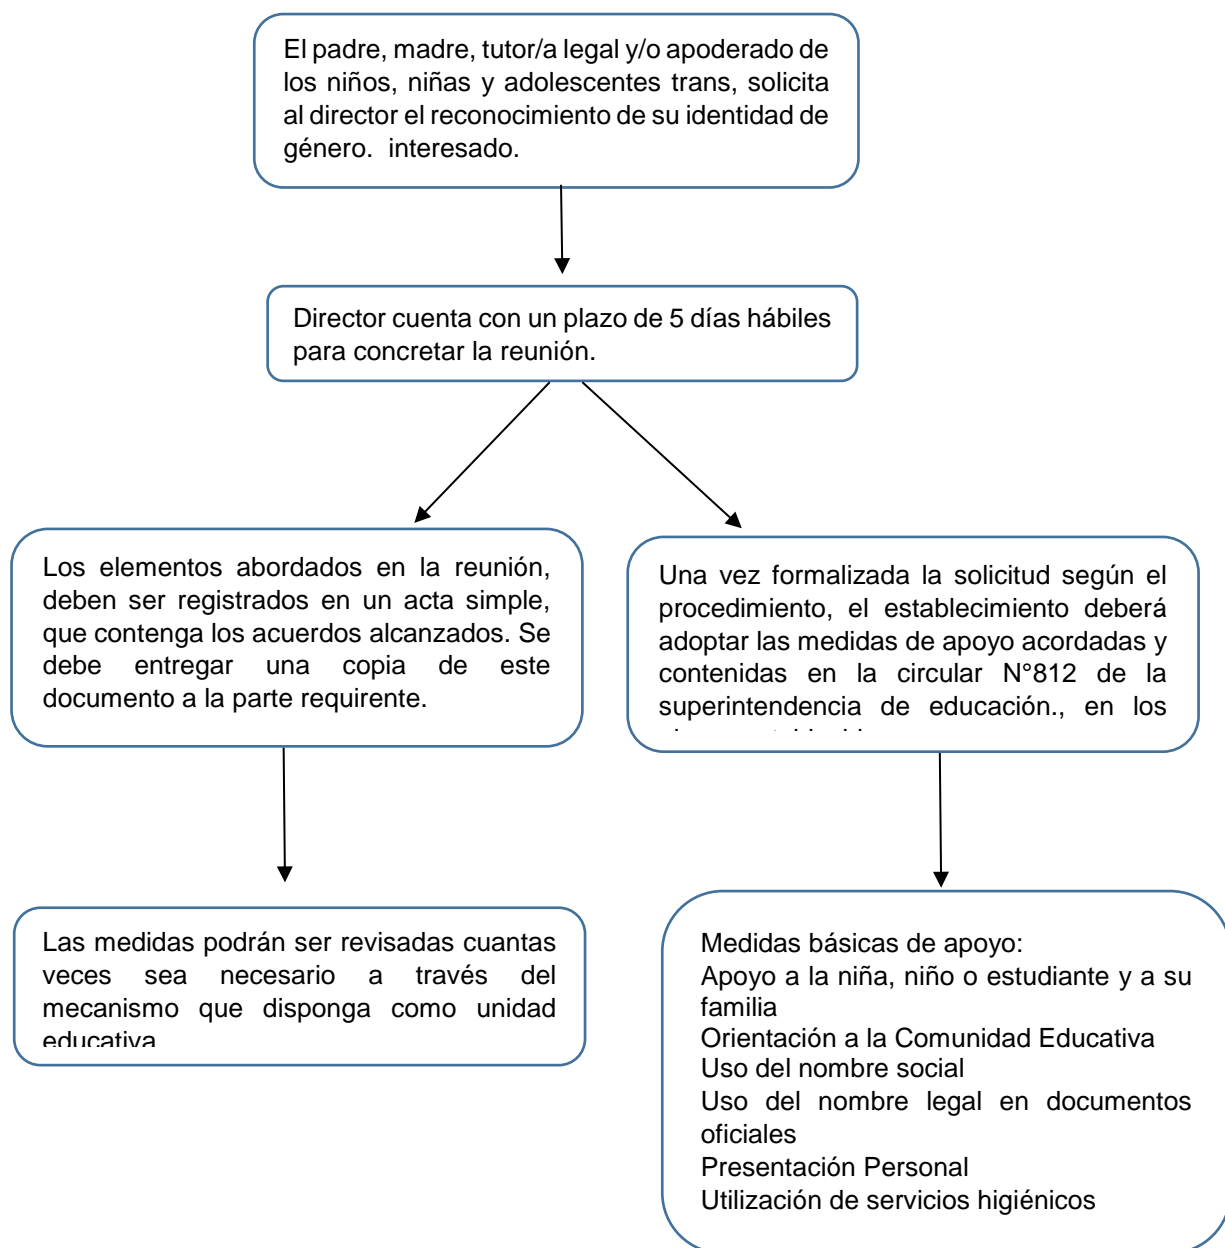 El padre, madre, tutor/a legal y/o apoderado de
los niños, niñas y adolescentes trans, solicita
al director el reconocimiento de su identidad de
género. interesado.
Director cuenta con un plazo de 5 días hábiles
para concretar la reunión.
Los elementos abordados en la reunión,
deben ser registrados en un acta simple,
que contenga los acuerdos alcanzados. Se
debe entregar una copia de este
documento a la parte requirente.
Una vez formalizada la solicitud según el
procedimiento, el establecimiento deberá
adoptar las medidas de apoyo acordadas y
contenidas en la circular N°812 de la
superintendencia de educación., en los
Las medidas podrán ser revisadas cuantas
veces sea necesario a través del
mecanismo que disponga como unidad
educativa
Medidas básicas de apoyo:
Apoyo a la niña, niño o estudiante y a su
familia
Orientación a la Comunidad Educativa
Uso del nombre social
Uso del nombre legal en documentos
oficiales
Presentación Personal
Utilización de servicios higiénicos